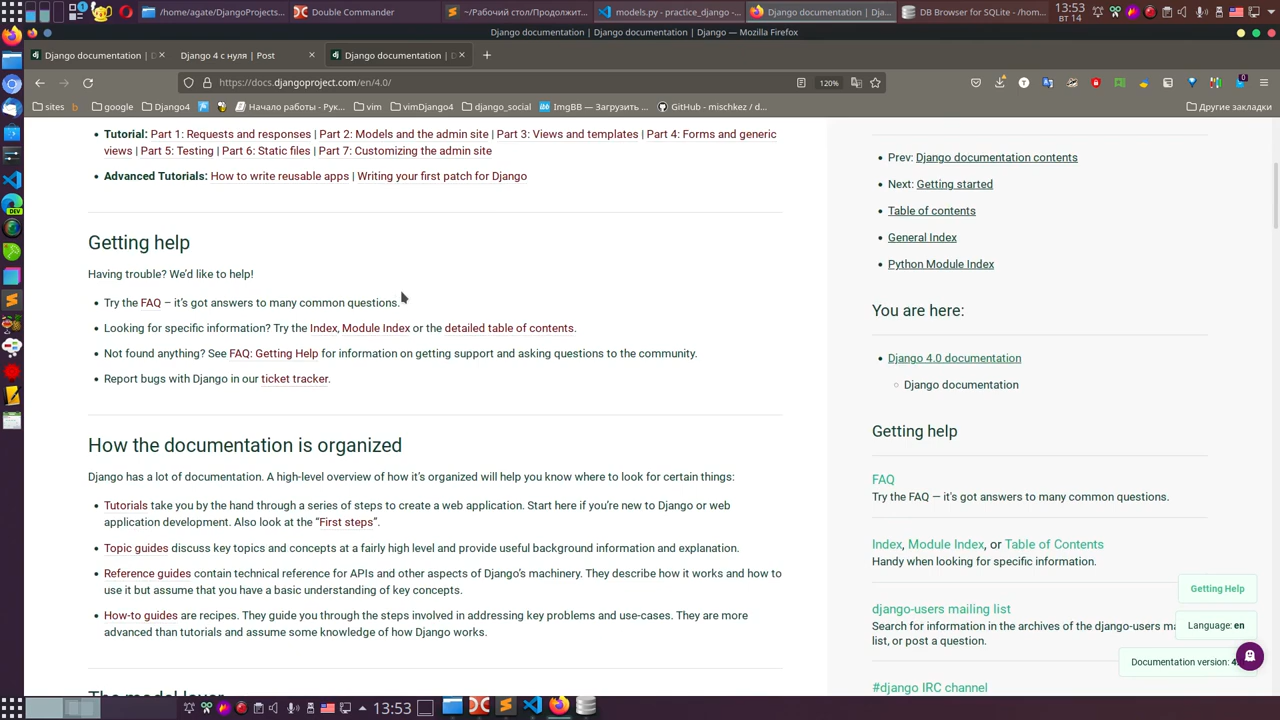 /home/agate/DjangoProjects...
Double Command
~/Рабочий стол/Продолжит...
models.py - practice_django -...
Django documentation | Dja...
DB Browser for SQLite - /hom...
13:53
ВТ 14
Django documentation | Django documentation | Django — Mozilla Firefox
Django documentation | D
Django 4 с нуля | Post
Django documentation | D
https://docs.djangoproject.com/en/4.0/
120%
sites
google
Django4
Начало работы - Рук...
vim
vimDjango4
django_social
ImgBB — Загрузить ...
GitHub - mischkez / d...
Другие закладки
Tutorial: Part 1: Requests and responses | Part 2: Models and the admin site | Part 3: Views and templates | Part 4: Forms and generic
views | Part 5: Testing | Part 6: Static files | Part 7: Customizing the admin site
Advanced Tutorials: How to write reusable apps | Writing your first patch for Django
Getting help
Having trouble? We'd like to help!
Try the FAQ – it's got answers to many common questions.
Looking for specific information? Try the Index, Module Index or the detailed table of contents.
Not found anything? See FAQ: Getting Help for information on getting support and asking questions to the community.
Report bugs with Django in our ticket tracker.
How the documentation is organized
Django has a lot of documentation. A high-level overview of how it's organized will help you know where to look for certain things:
Tutorials take you by the hand through a series of steps to create a web application. Start here if you're new to Django or web
application development. Also look at the “First steps”.
Topic guides discuss key topics and concepts at a fairly high level and provide useful background information and explanation.
Reference guides contain technical reference for APIs and other aspects of Django's machinery. They describe how it works and how to
use it but assume that you have a basic understanding of key concepts.
How-to guides are recipes. They guide you through the steps involved in addressing key problems and use-cases. They are more
advanced than tutorials and assume some knowledge of how Django works.
The model layer
Prev: Django documentation contents
Next: Getting started
Table of contents
General Index
Python Module Index
You are here:
Django 4.0 documentation
Django documentation
Getting help
FAQ
Try the FAQ — it's got answers to many common questions.
Index, Module Index, or Table of Contents
Handy when looking for specific information.
django-users mailing list
Search for information in the archives of the django-users ma
list, or post a question.
#django IRC channel
Getting Help
Language: en
Documentation version: 4
DEV
13:53